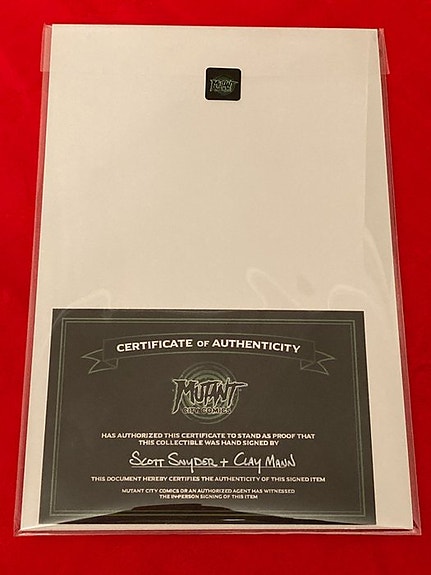 MUTANT
CERTIFICATE OF AUTHENTICITY
MUTANT
CITY COMICS
HAS AUTHORIZED THIS CERTIFICATE TO STAND AS PROOF THAT
THIS COLLECTIBLE WAS HAND SIGNED BY
SCOTT SNYDER + CLAY MANN
THIS DOCUMENT HEREBY CERTIFIES THE AUTHENTICITY OF THIS SIGNED ITEM
MUTANT CITY COMICS OR AN AUTHORIZED AGENT HAS WITNESSED
THE IN-PERSON SIGNING OF THIS ITEM